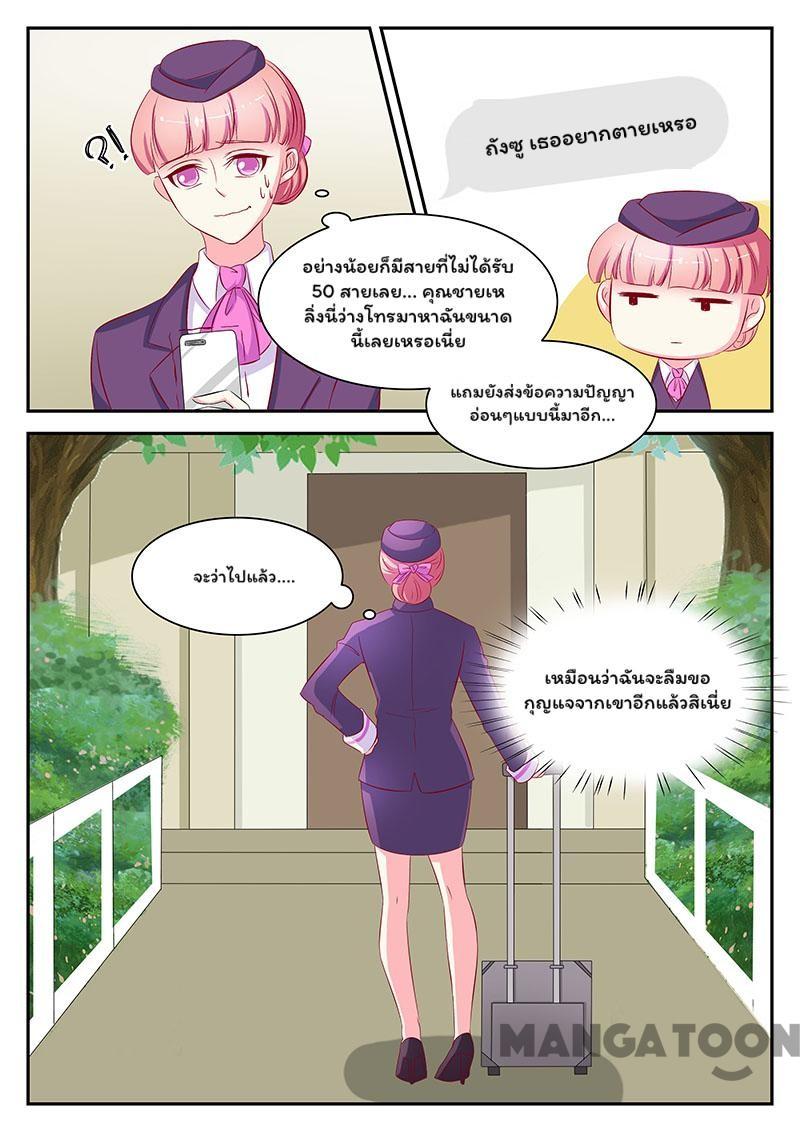 ?!
ถังซู เธออยากตายเหรอ
อย่างน้อยก็มีสายที่ไม่ได้รับ
50 สายเลย... คุณชายเห
ลิ่งนี่ว่างโทรมาหาฉันขนาด
นี้เลยเหรอเนี่ย
แถมยังส่งข้อความปัญญา
อ่อนๆแบบนี้มาอีก...
จะว่าไปแล้ว....
เหมือนว่าฉันจะลืมขอ
กุญแจจากเขาอีกแล้วสิเนี่ย
MANGATOON